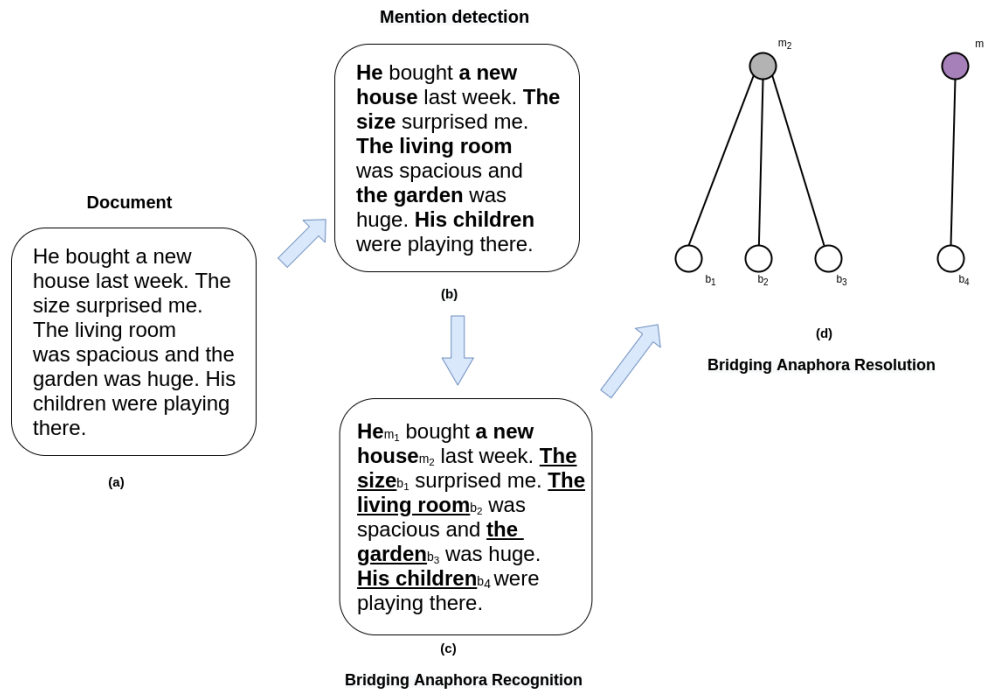 Document
He bought a new
house last week. The
size surprised me.
The living room
was spacious and the
garden was huge. His
children were playing
there.
(a)
Mention detection
He bought a new
house last week. The
size surprised me.
The living room
was spacious and
the garden was
huge. His children
were playing there.
(b)
Hem1 bought a new
housem2 last week. The
sizeb1 surprised me. The
living roomb2 was
spacious and the
gardenb3 was huge.
His childrenb4 were
playing there.
(c)
Bridging Anaphora Recognition
m2
m
b1
b2
b3
b4
(d)
Bridging Anaphora Resolution